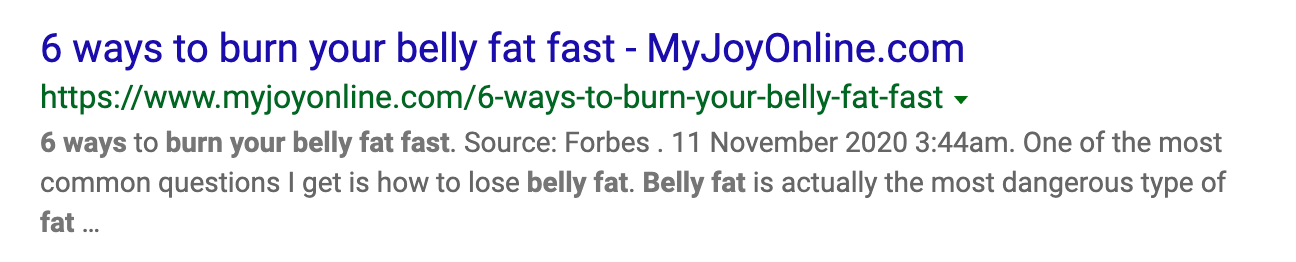 6 ways to burn your belly fat fast - MyJoyOnline.com
https://www.myjoyonline.com/6-ways-to-burn-your-belly-fat-fast
6 ways to burn your belly fat fast. Source: Forbes . 11 November 2020 3:44am. One of the most
common questions I get is how to lose belly fat. Belly fat is actually the most dangerous type of
fat ...